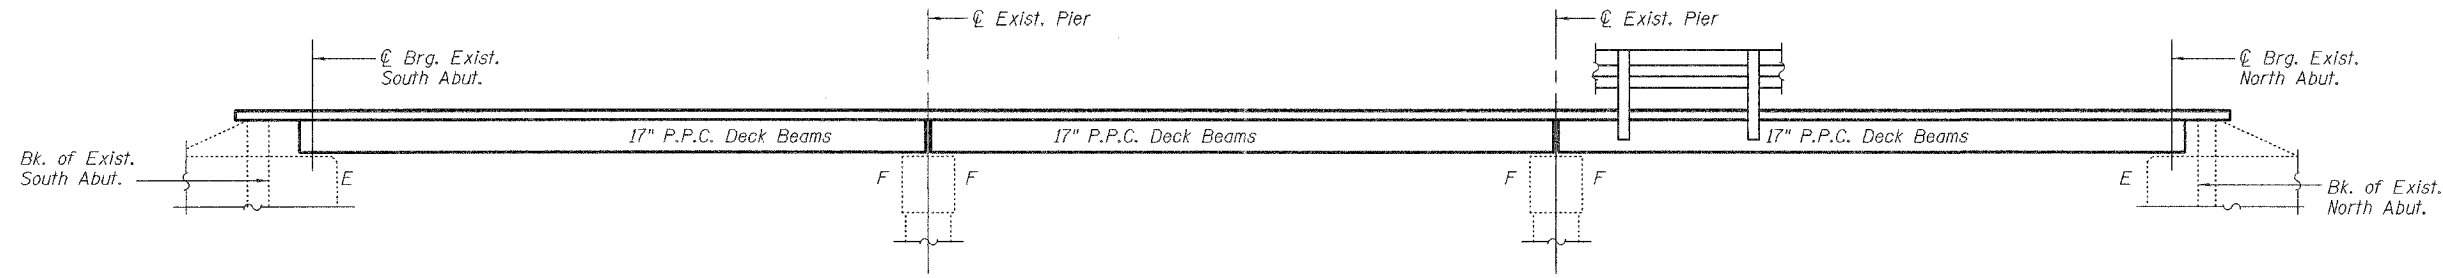 ℄ Exist. Pier
℄ Exist. Pier
℄ Brg. Exist.
South Abut.
℄ Brg. Exist.
North Abut.
17" P.P.C. Deck Beams
17" P.P.C. Deck Beams
17" P.P.C. Deck Beams
Bk. of Exist.
South Abut.
E
F
F
F
F
E
Bk. of Exist.
North Abut.